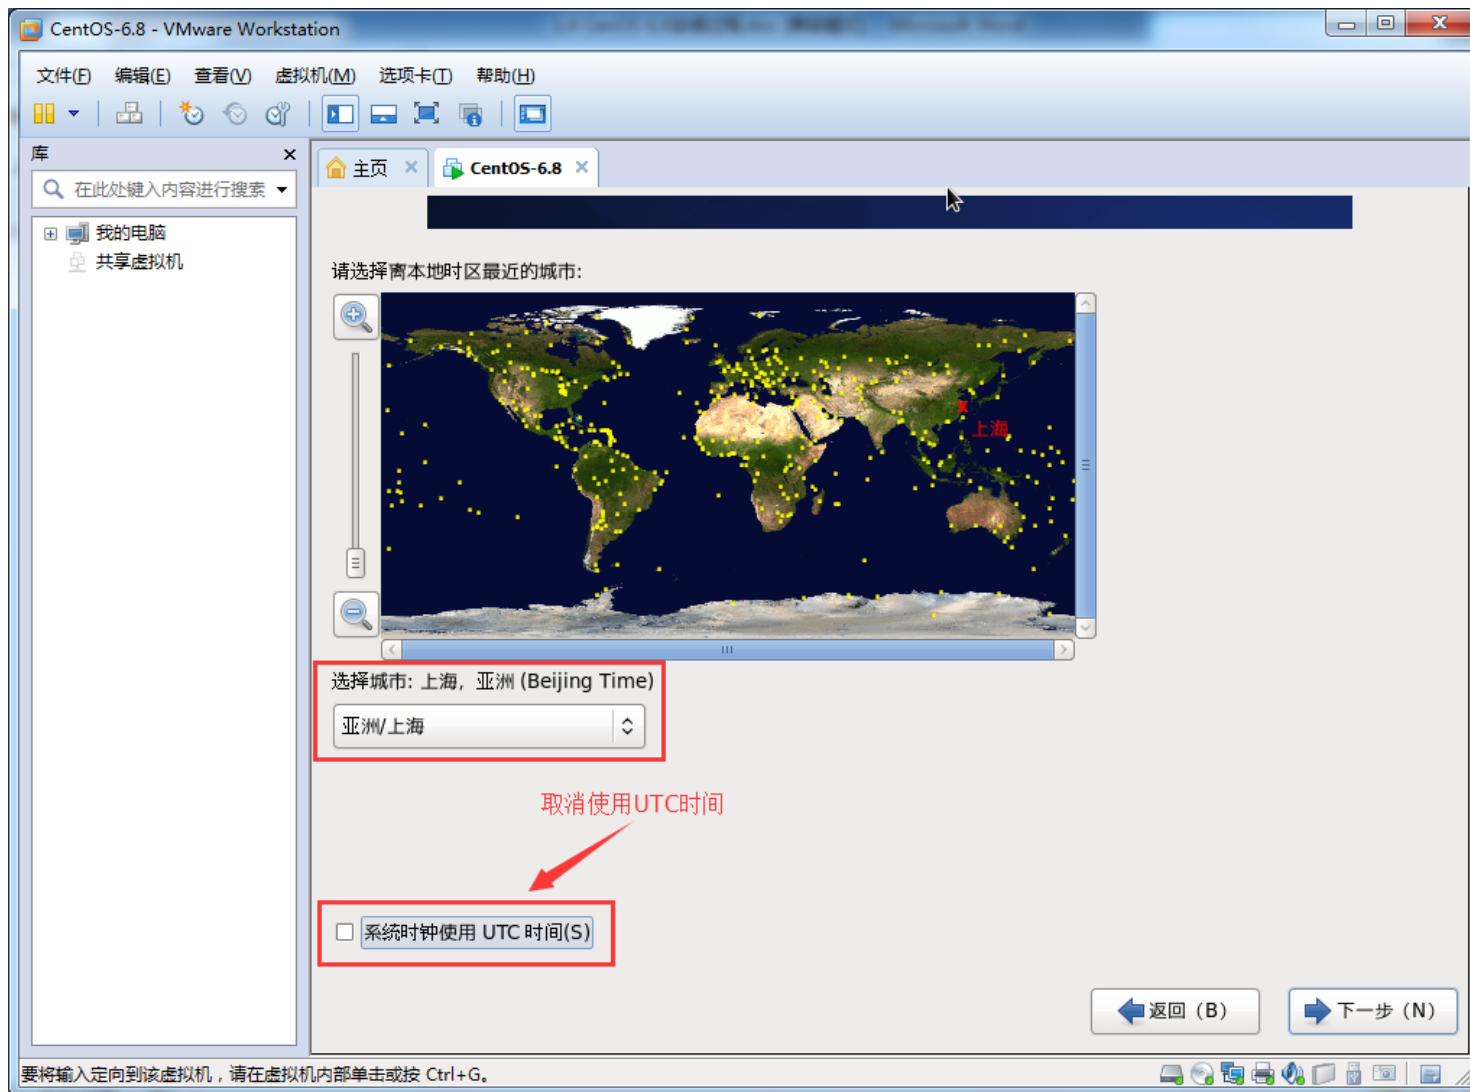 CentOS-6.8 - VMware Workstation
文件(F) 编辑(E) 查看(V) 虚拟机(M) 选项卡(T) 帮助(H)
库
主页
CentOS-6.8
在此处键入内容进行搜索
我的电脑
共享虚拟机
请选择离本地时区最近的城市:
上海
选择城市: 上海, 亚洲 (Beijing Time)
亚洲/上海
取消使用UTC时间
系统时钟使用 UTC 时间(S)
返回 (B)
下一步 (N)
要将输入定向到该虚拟机，请在虚拟机内部单击或按 Ctrl+G。